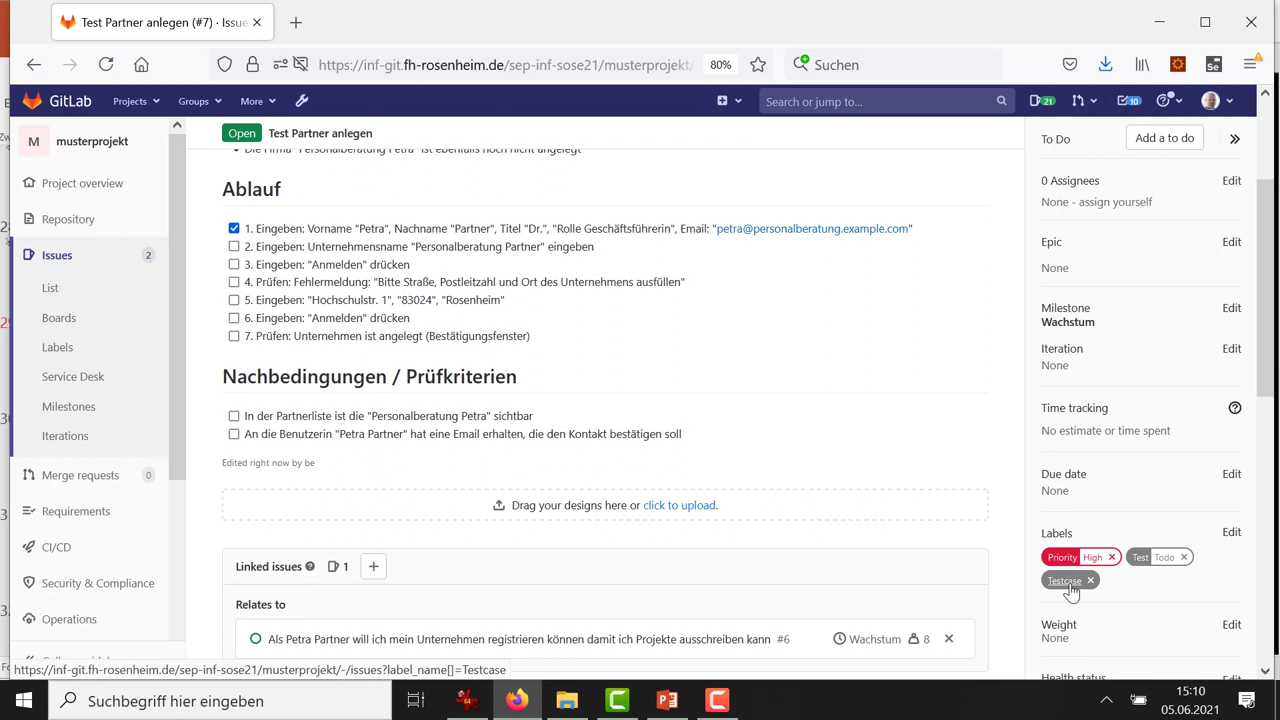 Test Partner anlegen (#7) · Issue
https://inf-git.fh-rosenheim.de/sep-inf-sose21/musterprojekt/
80%
Suchen
GitLab
Projects
Groups
More
Search or jump to...
21
10
M
musterprojekt
Project overview
Repository
Issues
2
List
Boards
Labels
Service Desk
Milestones
Iterations
Merge requests
0
Requirements
CI/CD
Security & Compliance
Operations
Open
Test Partner anlegen
Die Firma "Personalberatung Petra" ist ebenfalls noch nicht angelegt
Ablauf
1. Eingeben: Vorname "Petra", Nachname "Partner", Titel "Dr.", "Rolle Geschäftsführerin", Email: "petra@personalberatung.example.com"
2. Eingeben: Unternehmensname "Personalberatung Partner" eingeben
3. Eingeben: "Anmelden" drücken
4. Prüfen: Fehlermeldung: "Bitte Straße, Postleitzahl und Ort des Unternehmens ausfüllen"
5. Eingeben: "Hochschulstr. 1", "83024", "Rosenheim"
6. Eingeben: "Anmelden" drücken
7. Prüfen: Unternehmen ist angelegt (Bestätigungsfenster)
Nachbedingungen / Prüfkriterien
In der Partnerliste ist die "Personalberatung Petra" sichtbar
An die Benutzerin "Petra Partner" hat eine Email erhalten, die den Kontakt bestätigen soll
Edited right now by be
Drag your designs here or click to upload.
Linked issues
1
Relates to
Als Petra Partner will ich mein Unternehmen registrieren können damit ich Projekte ausschreiben kann #6
Wachstum
8
To Do
Add a to do
0 Assignees
Edit
None - assign yourself
Epic
Edit
None
Milestone
Edit
Wachstum
Iteration
Edit
None
Time tracking
No estimate or time spent
Due date
Edit
None
Labels
Edit
Priority High
Test Todo
Testcase
Weight
Edit
None
Health status
https://inf-git.fh-rosenheim.de/sep-inf-sose21/musterprojekt/-/issues?label_name[]=Testcase
Suchbegriff hier eingeben
15:10
05.06.2021